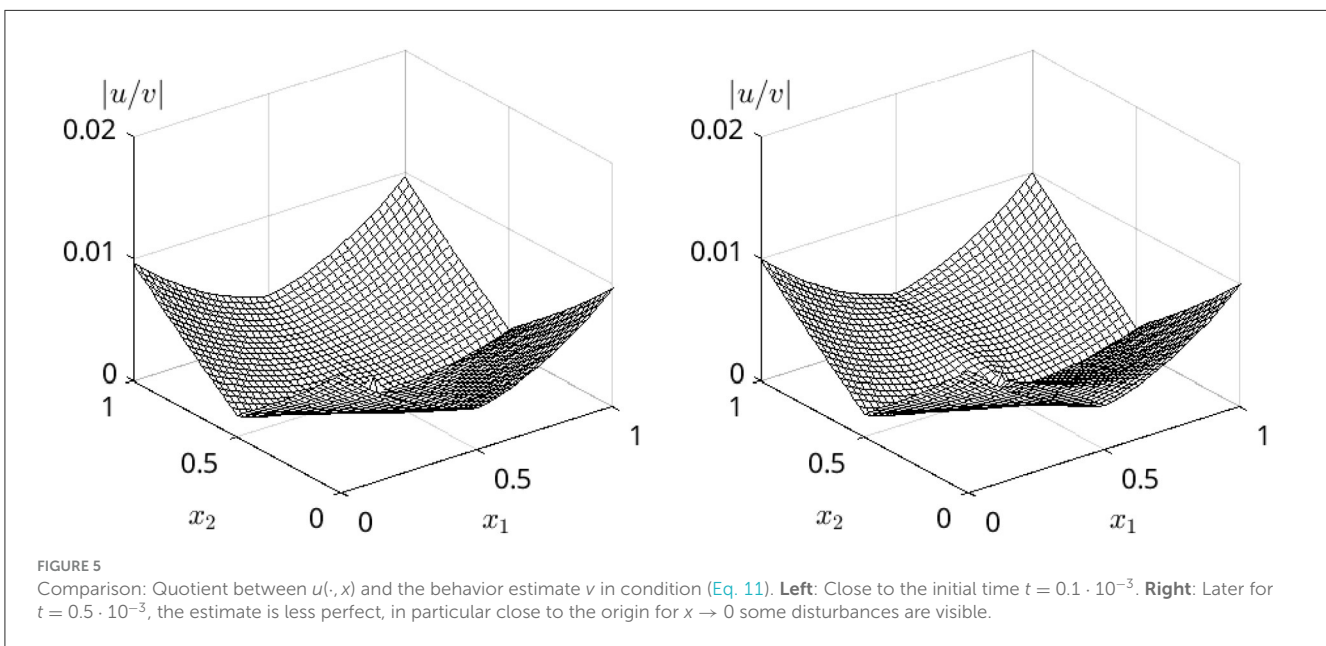 |u/v|
0.02
0.01
0
1
0.5
0
x₂
0
0.5
1
x₁
|u/v|
0.02
0.01
0
1
0.5
0
x₂
0
0.5
1
x₁
FIGURE 5
Comparison: Quotient between u(·, x) and the behavior estimate v in condition (Eq. 11). Left: Close to the initial time t = 0.1 · 10⁻³. Right: Later for
t = 0.5 · 10⁻³, the estimate is less perfect, in particular close to the origin for x → 0 some disturbances are visible.